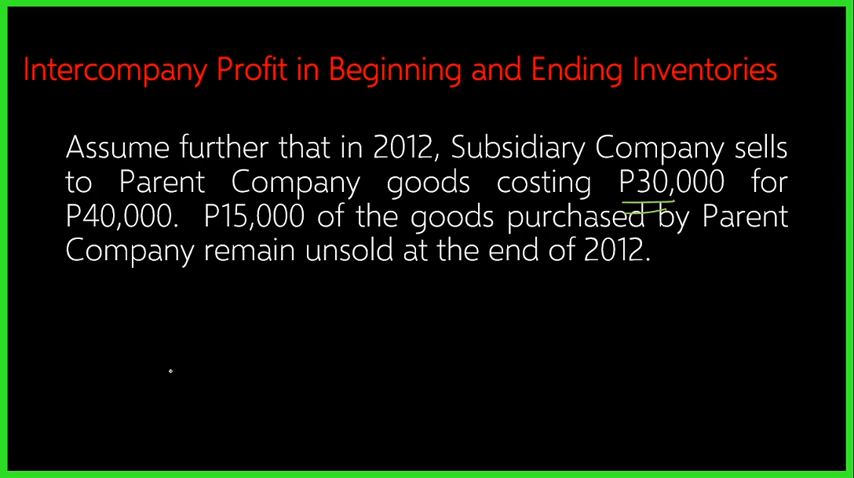 Intercompany Profit in Beginning and Ending Inventories
Assume further that in 2012, Subsidiary Company sells
to Parent Company goods costing P30,000 for
P40,000. P15,000 of the goods purchased by Parent
Company remain unsold at the end of 2012.